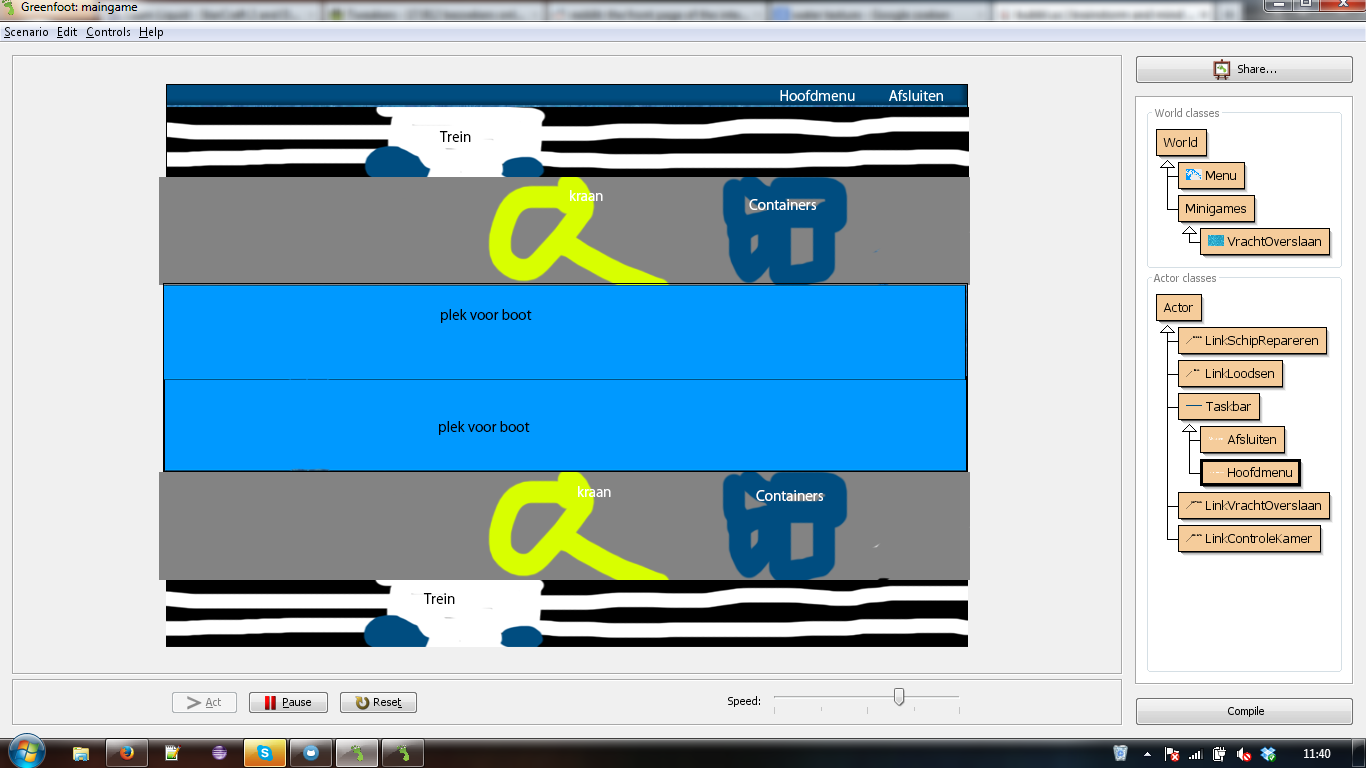 Greenfoot: maingame
Scenario Edit Controls Help
Share...
Hoofdmenu Afsluiten
Trein
kraan
Containers
plek voor boot
plek voor boot
kraan
Containers
Trein
World classes
World
Menu
Minigames
VrachtOverslaan
Actor classes
Actor
LinkSchipRepareren
LinkLoodsen
Taskbar
Afsluiten
Hoofdmenu
LinkVrachtOverslaan
LinkControleKamer
Act Pause Reset Speed:
Compile
11:40